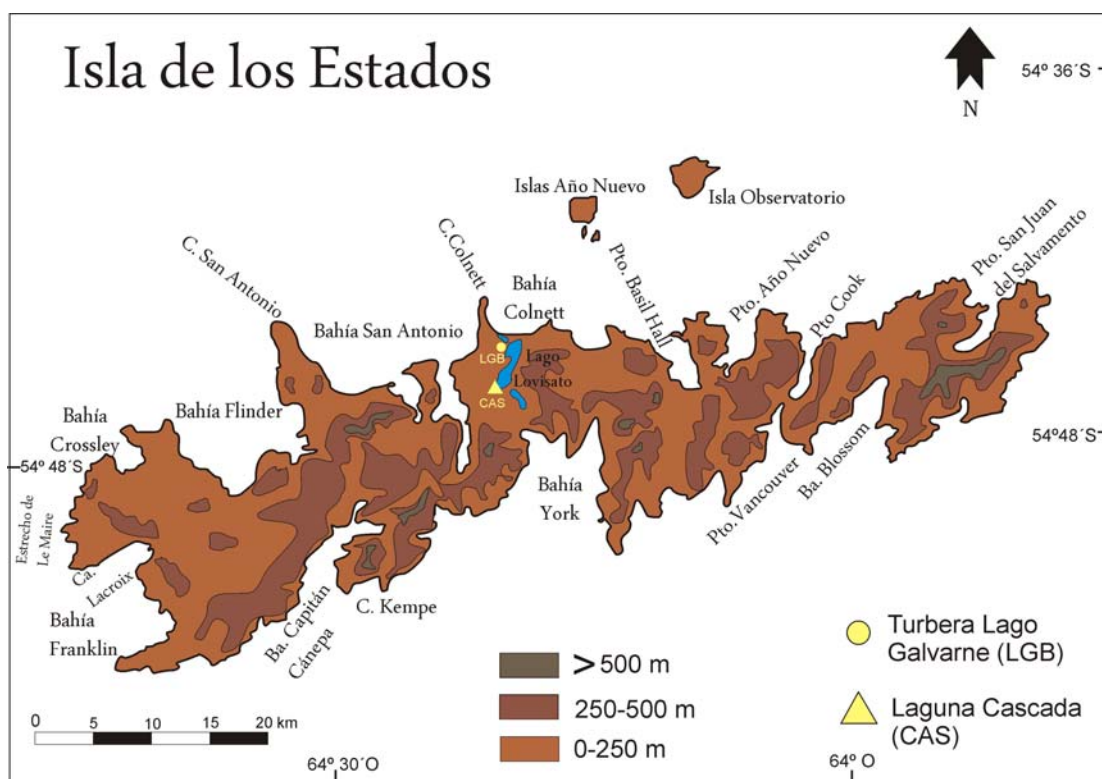 Isla de los Estados
54º 36´S
N
Islas Año Nuevo
Isla Observatorio
C. San Antonio
C.Colnett
Bahía
Colnett
Pto. Basil Hall
Pto. Año Nuevo
Pto Cook
Pto. San Juan
del Salvamento
Bahía San Antonio
LGB
Lago
Lovisato
CAS
Bahía Flinder
Bahía
Crossley
54º 48´S
54º 48´S
Estrecho de
Le Maire
Ca.
Lacroix
Bahía
Franklin
Ba. Capitán
Cánepa
C. Kempe
Bahía
York
Pto.Vancouver
Ba. Blossom
> 500 m
250-500 m
0-250 m
Turbera Lago
Galvarne (LGB)
Laguna Cascada
(CAS)
0 5 10 15 20 km
64º 30´O
64º O